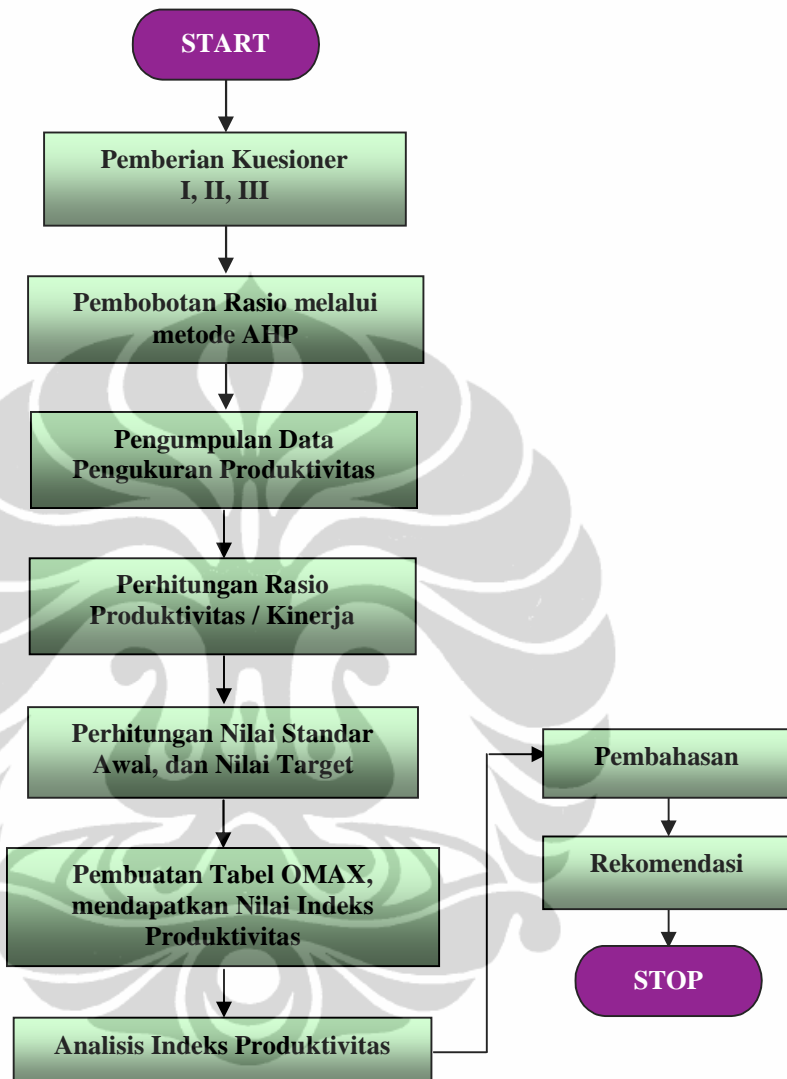 START
Pemberian Kuesioner
I, II, III
Pembobotan Rasio melalui
metode AHP
Pengumpulan Data
Pengukuran Produktivitas
Perhitungan Rasio
Produktivitas / Kinerja
Perhitungan Nilai Standar
Awal, dan Nilai Target
Pembuatan Tabel OMAX,
mendapatkan Nilai Indeks
Produktivitas
Analisis Indeks Produktivitas
Pembahasan
Rekomendasi
STOP